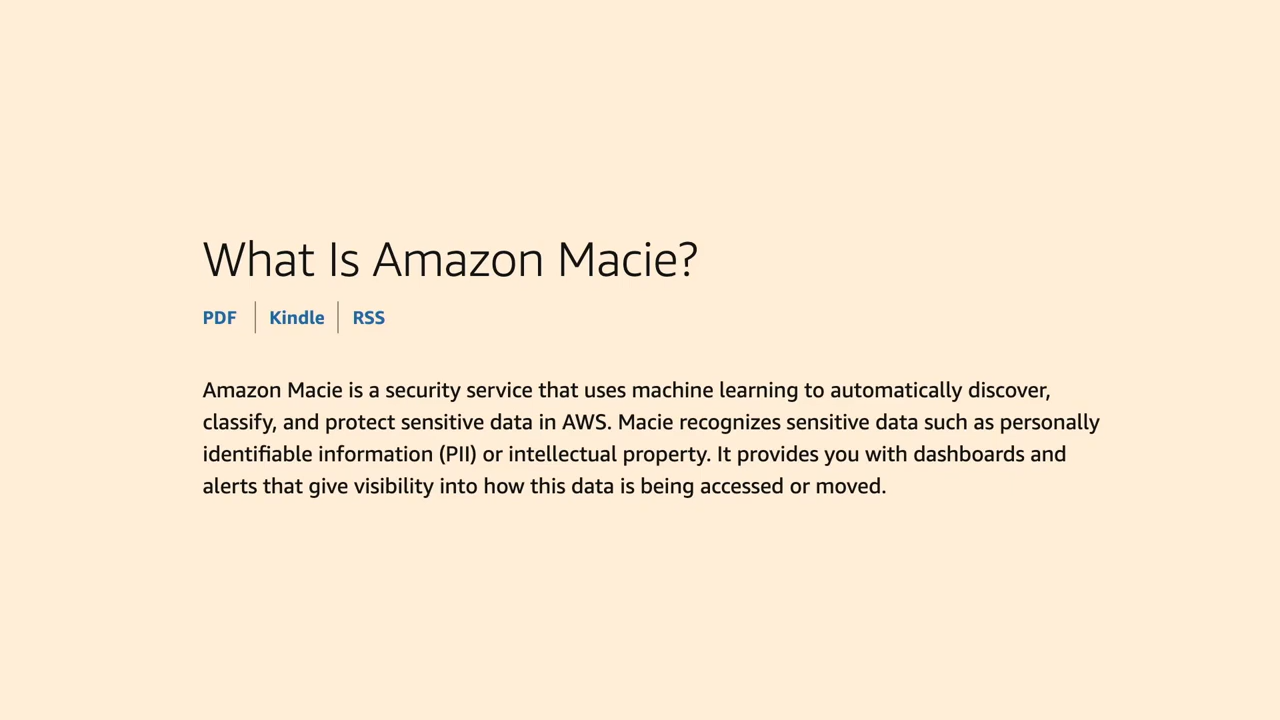 What Is Amazon Macie?
PDF Kindle RSS
Amazon Macie is a security service that uses machine learning to automatically discover,
classify, and protect sensitive data in AWS. Macie recognizes sensitive data such as personally
identifiable information (PII) or intellectual property. It provides you with dashboards and
alerts that give visibility into how this data is being accessed or moved.